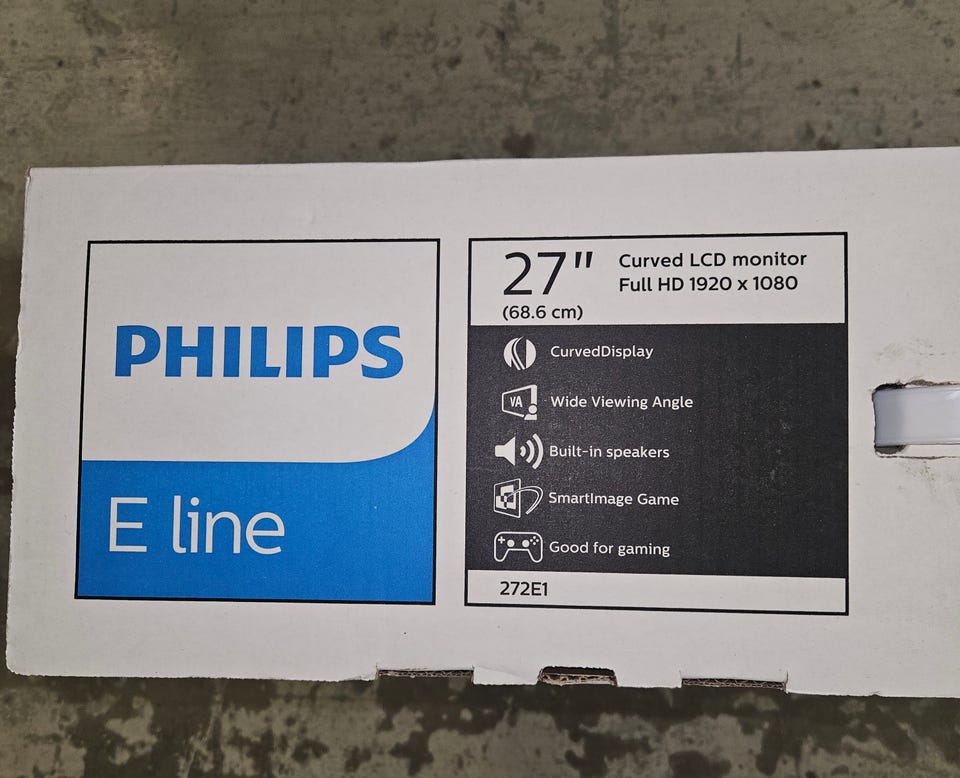 PHILIPS
E line
27"
(68.6 cm)
Curved LCD monitor
Full HD 1920 x 1080
CurvedDisplay
VA
Wide Viewing Angle
Built-in speakers
SmartImage Game
Good for gaming
272E1